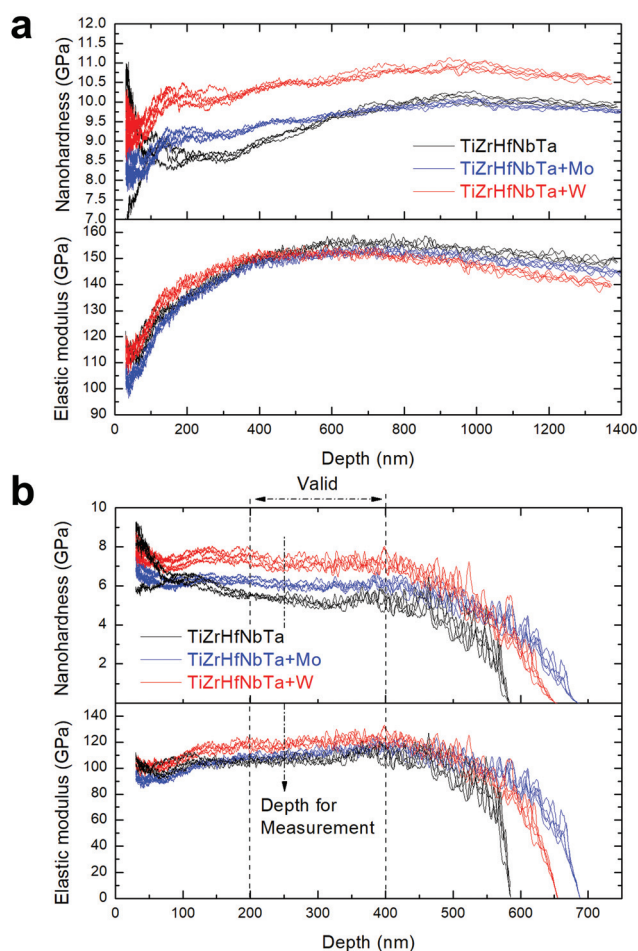 a
Nanohardness (GPa)
12.0
11.5
11.0
10.5
10.0
9.5
9.0
8.5
8.0
7.5
7.0
TiZrHfNbTa
TiZrHfNbTa+Mo
TiZrHfNbTa+W
Elastic modulus (GPa)
160
150
140
130
120
110
100
90
0 200 400 600 800 1000 1200 1400
Depth (nm)
b
Valid
Nanohardness (GPa)
10
8
6
4
2
TiZrHfNbTa
TiZrHfNbTa+Mo
TiZrHfNbTa+W
Elastic modulus (GPa)
140
120
100
80
60
40
20
0
Depth for
Measurement
0 100 200 300 400 500 600 700
Depth (nm)